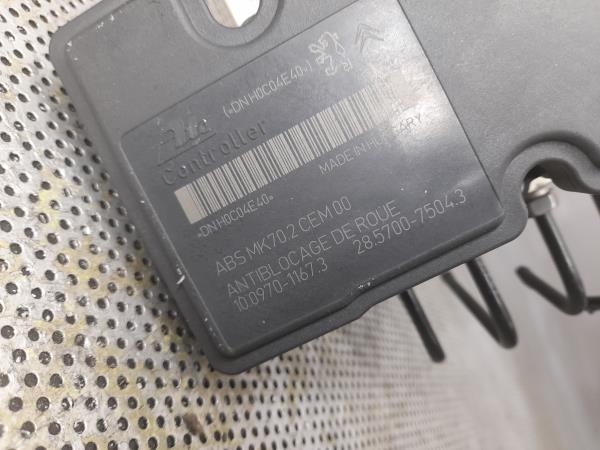 Ate
Controller
(«DNH0C04E40»)
«DNH0C04E40»
MADE IN HUNGARY
ABS MK70.2 CEM 00
ANTIBLOCAGE DE ROUE
10.0970-1167.3 28.5700-7504.3